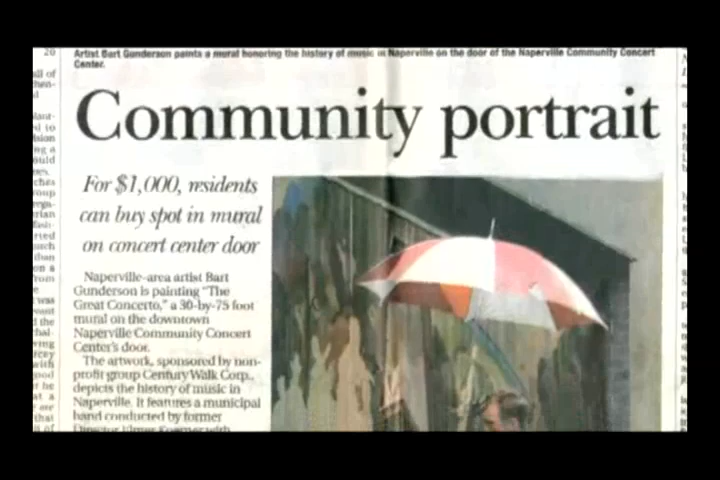 Artist Bart Gunderson paints a mural honoring the history of music in Naperville on the door of the Naperville Community Concert
Center.
Community portrait
For $1,000, residents
can buy spot in mural
on concert center door
Naperville-area artist Bart
Gunderson is painting "The
Great Concerto," a 30-by-75 foot
mural on the downtown
Naperville Community Concert
Center's door.
The artwork, sponsored by non-
profit group Century Walk Corp.,
depicts the history of music in
Naperville. It features a municipal
band conducted by former
Director